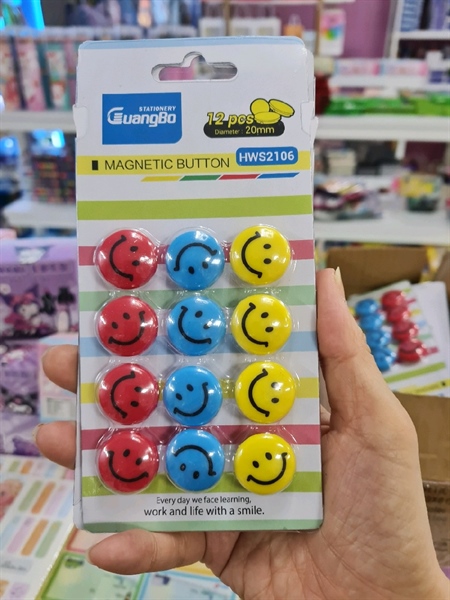 STATIONERY
GuangBo
12 pcs
Diameter: 20mm
MAGNETIC BUTTON HWS2106
Every day we face learning,
work and life with a smile.